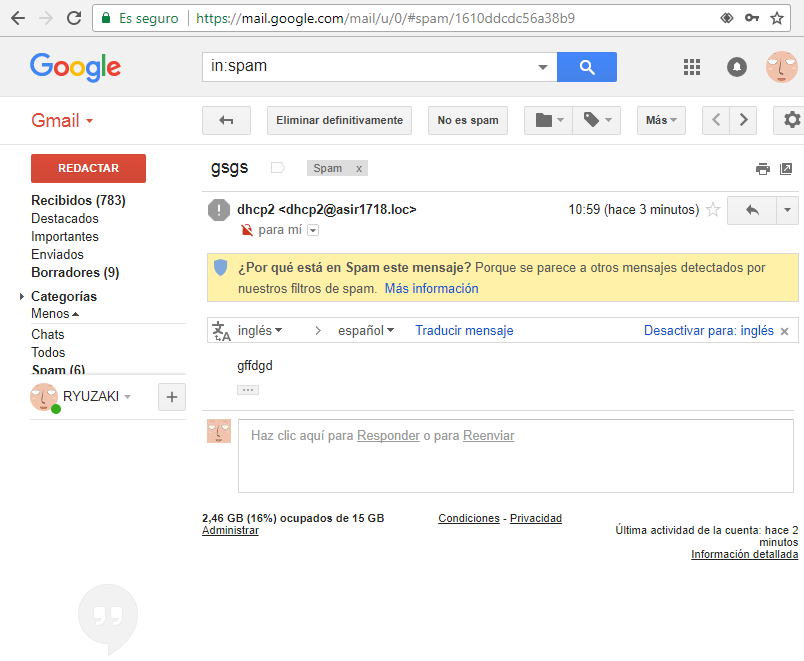 Es seguro https://mail.google.com/mail/u/0/#spam/1610ddcdc56a38b9
Google
in:spam
Gmail
Eliminar definitivamente
No es spam
Más
REDACTAR
gsgs
Spam x
Recibidos (783)
Destacados
Importantes
Enviados
Borradores (9)
Categorías
Menos
Chats
Todos
Spam (6)
RYUZAKI
dhcp2 <dhcp2@asir1718.loc>
10:59 (hace 3 minutos)
para mí
¿Por qué está en Spam este mensaje? Porque se parece a otros mensajes detectados por
nuestros filtros de spam. Más información
inglés > español Traducir mensaje Desactivar para: inglés x
gffdgd
Haz clic aquí para Responder o para Reenviar
2,46 GB (16%) ocupados de 15 GB
Administrar
Condiciones - Privacidad
Última actividad de la cuenta: hace 2
minutos
Información detallada